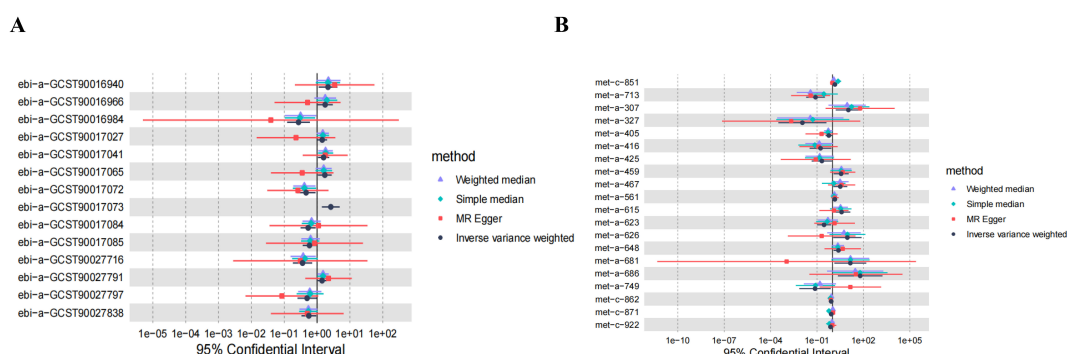 A
ebi-a-GCST90016940
ebi-a-GCST90016966
ebi-a-GCST90016984
ebi-a-GCST90017027
ebi-a-GCST90017041
ebi-a-GCST90017065
ebi-a-GCST90017072
ebi-a-GCST90017073
ebi-a-GCST90017084
ebi-a-GCST90017085
ebi-a-GCST90027716
ebi-a-GCST90027791
ebi-a-GCST90027797
ebi-a-GCST90027838
1e-05 1e-04 1e-03 1e-02 1e-01 1e+00 1e+02
95% Confidential Interval
method
Weighted median
Simple median
MR Egger
Inverse variance weighted
B
met-c-851
met-a-713
met-a-307
met-a-327
met-a-405
met-a-416
met-a-425
met-a-459
met-a-467
met-a-561
met-a-615
met-a-623
met-a-626
met-a-648
met-a-681
met-a-686
met-a-749
met-c-862
met-c-871
met-c-922
1e-10 1e-07 1e-04 1e-01 1e+02 1e+05
95% Confidential Interval
method
Weighted median
Simple median
MR Egger
Inverse variance weighted